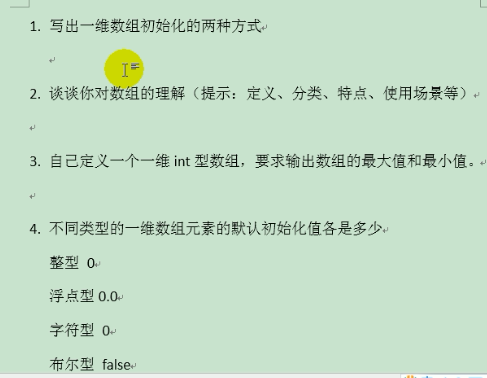 1. 写出一维数组初始化的两种方式
2. 谈谈你对数组的理解（提示：定义、分类、特点、使用场景等）
3. 自己定义一个一维 int 型数组，要求输出数组的最大值和最小值。
4. 不同类型的一维数组元素的默认初始化值各是多少
整型 0
浮点型 0.0
字符型 0
布尔型 false